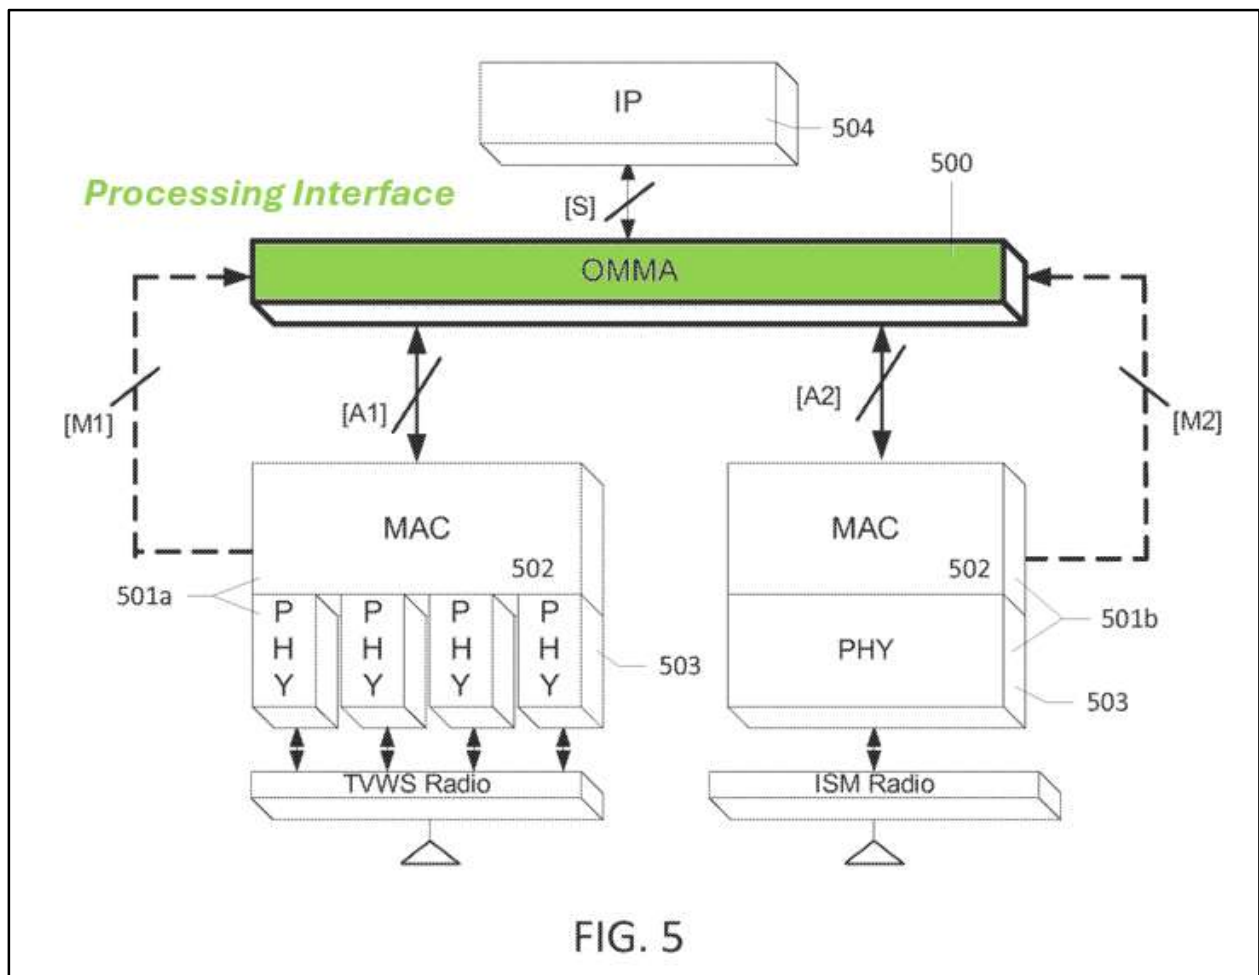 IP
504
500
Processing Interface
[S]
OMMA
[M1]
[A1]
[A2]
[M2]
MAC
502
MAC
502
501a
P
H
Y
P
H
Y
P
H
Y
P
H
Y
503
PHY
501b
503
TVWS Radio
ISM Radio
FIG. 5